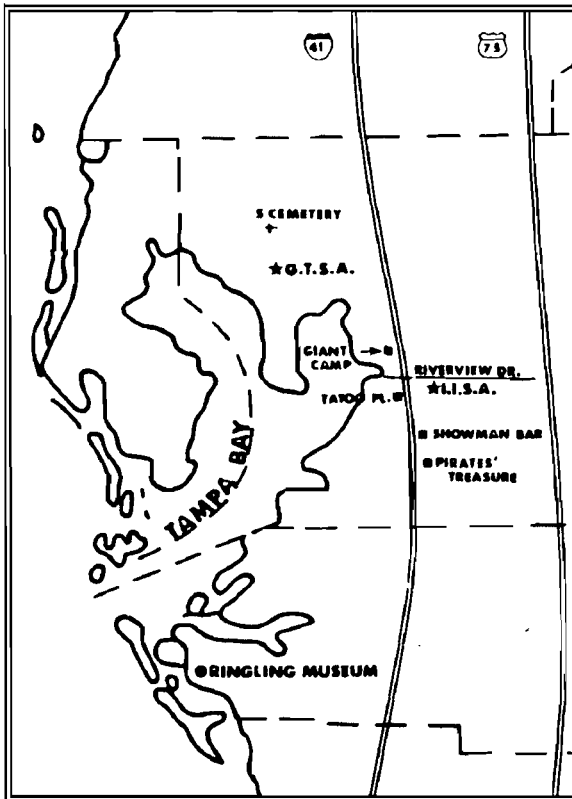 41
75
S CEMETERY
★G.T.S.A.
GIANT
CAMP
RIVERVIEW DR.
★I.I.S.A.
TATOO PL.
SHOWMAN BAR
PIRATES'
TREASURE
TAMPA BAY
RINGLING MUSEUM